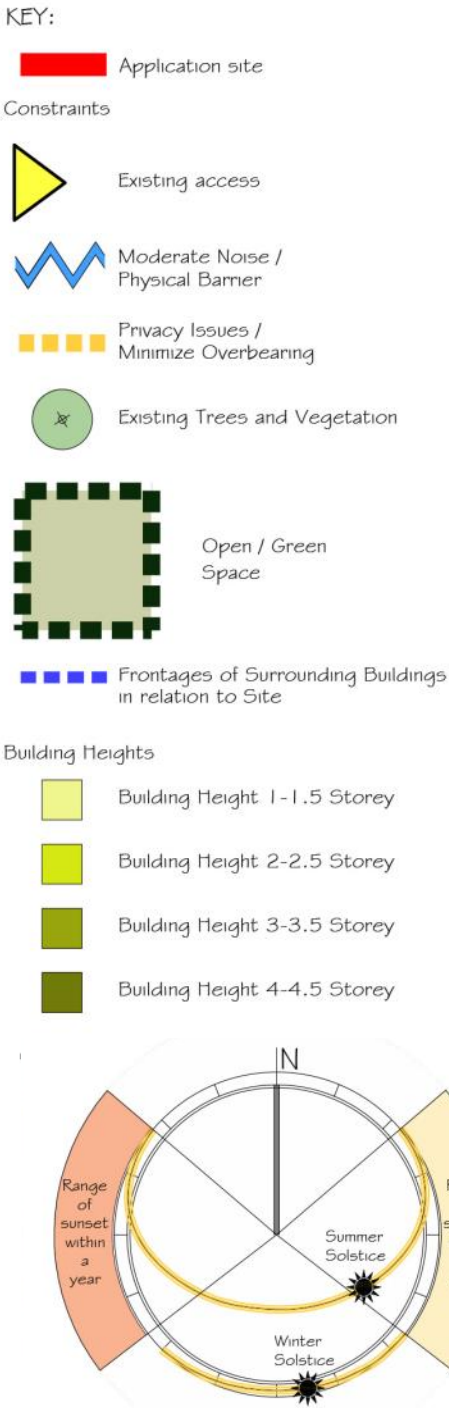 KEY:
Application site
Constraints
Existing access
Moderate Noise /
Physical Barrier
Privacy Issues /
Minimize Overbearing
Existing Trees and Vegetation
Open / Green
Space
Frontages of Surrounding Buildings
in relation to Site
Building Heights
Building Height 1-1.5 Storey
Building Height 2-2.5 Storey
Building Height 3-3.5 Storey
Building Height 4-4.5 Storey
N
Range
of
sunset
within
a
year
Summer
Solstice
Winter
Solstice